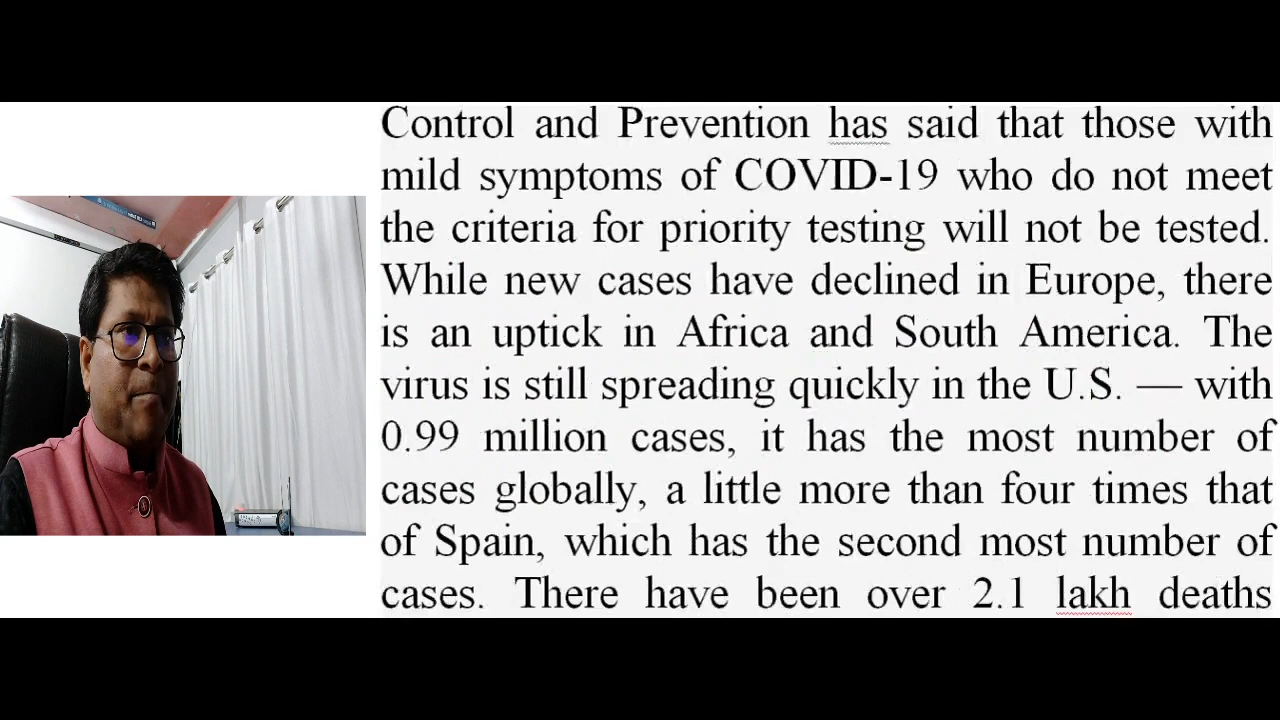 Control and Prevention has said that those with
mild symptoms of COVID-19 who do not meet
the criteria for priority testing will not be tested.
While new cases have declined in Europe, there
is an uptick in Africa and South America. The
virus is still spreading quickly in the U.S. — with
0.99 million cases, it has the most number of
cases globally, a little more than four times that
of Spain, which has the second most number of
cases. There have been over 2.1 lakh deaths